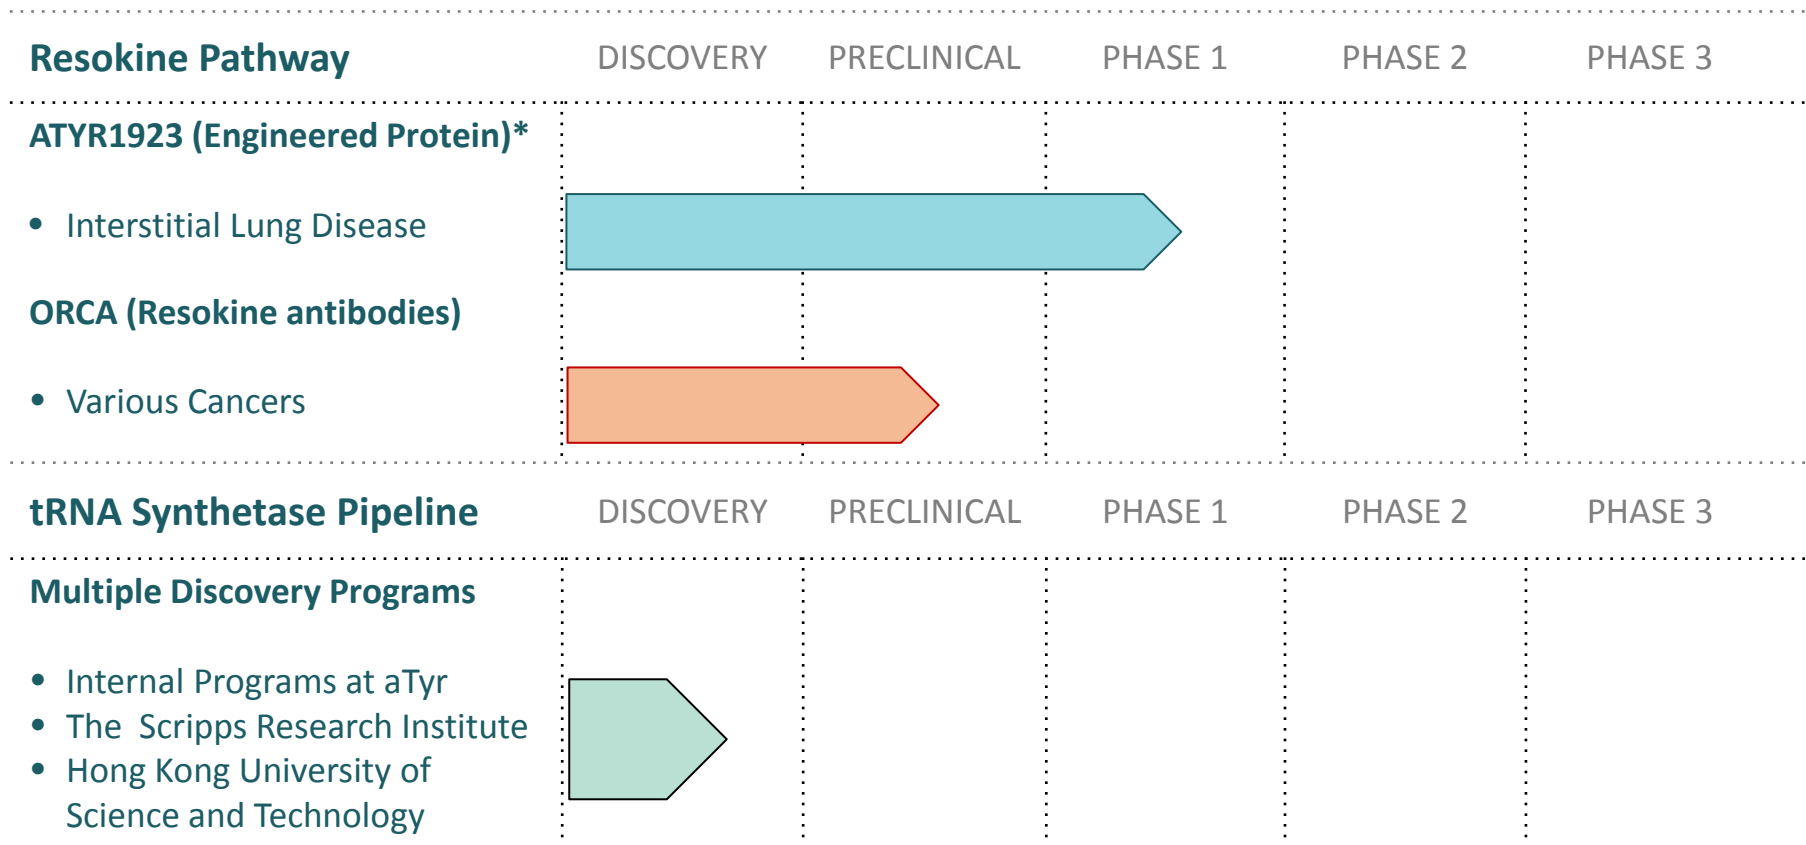 Resokine Pathway DISCOVERY PRECLINICAL PHASE 1 PHASE 2 PHASE 3
ATYR1923 (Engineered Protein)*
• Interstitial Lung Disease
ORCA (Resokine antibodies)
• Various Cancers
tRNA Synthetase Pipeline DISCOVERY PRECLINICAL PHASE 1 PHASE 2 PHASE 3
Multiple Discovery Programs
• Internal Programs at aTyr
• The Scripps Research Institute
• Hong Kong University of
Science and Technology